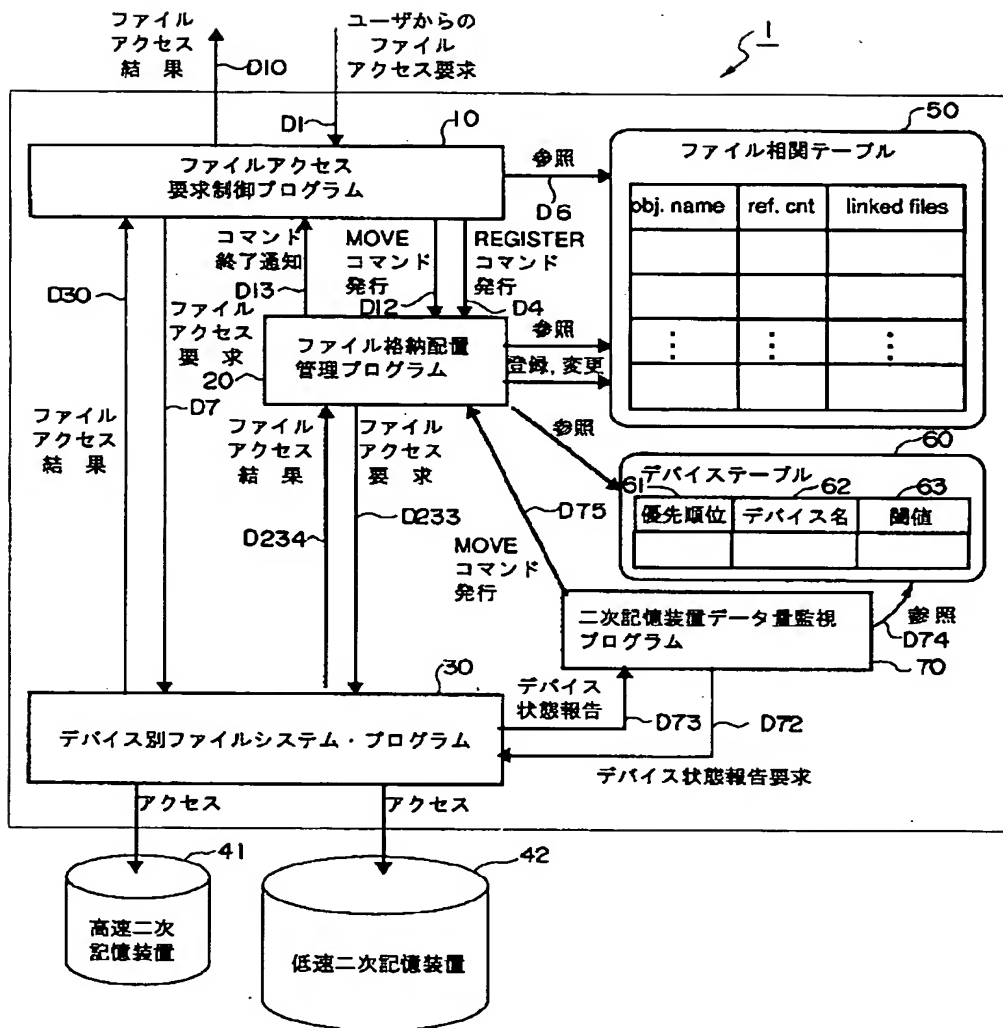 ファイル
アクセス
結　果
D10
ユーザからの
ファイル
アクセス要求
D1
1
10
ファイルアクセス
要求制御プログラム
参照
D6
50
ファイル相関テーブル
obj. name
ref. cnt
linked files
⋮
⋮
⋮
コマンド
終了通知
D13
MOVE
コマンド
発行
D12
REGISTER
コマンド
発行
D4
D30
ファイル
アクセス
要　求
D7
20
ファイル格納配置
管理プログラム
参照
登録,変更
参照
60
デバイステーブル
61
62
63
優先順位
デバイス名
閾値
ファイル
アクセス
結　果
ファイル
アクセス
結　果
D234
ファイル
アクセス
要　求
D233
D75
MOVE
コマンド
発行
二次記憶装置データ量監視
プログラム
参照
D74
70
30
デバイス別ファイルシステム・プログラム
デバイス
状態報告
D73
D72
デバイス状態報告要求
アクセス
アクセス
41
高速二次
記憶装置
42
低速二次記憶装置